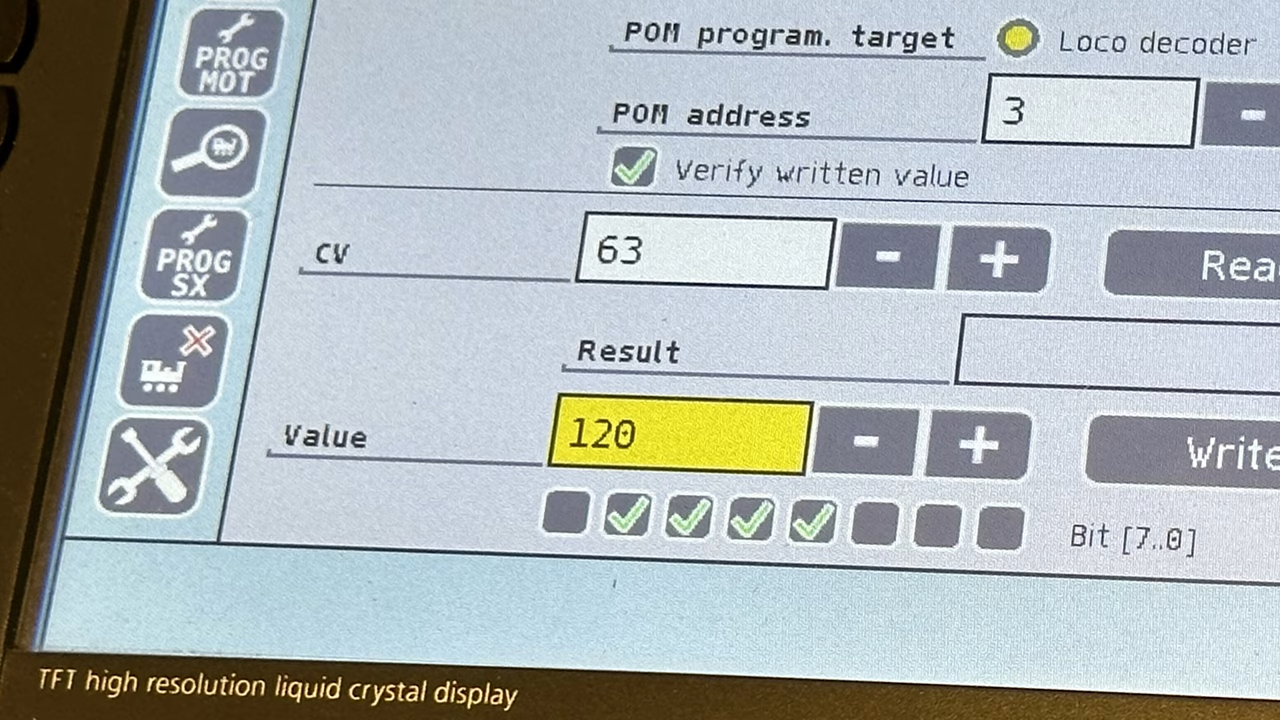 POM program. target Loco decoder
PROG
MOT
POM address 3 -
Verify written value
CV 63 - +
PROG
SX
Result
Value 120 - +
Bit [7..0]
TFT high resolution liquid crystal display